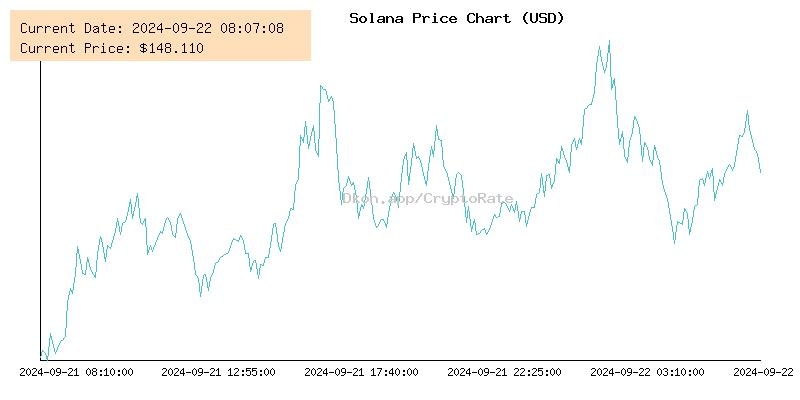 Solana Price Chart (USD)
Current Date: 2024-09-22 08:07:08
Current Price: $148.110
Okon.app/CryptoRate
2024-09-21 08:10:00 2024-09-21 12:55:00 2024-09-21 17:40:00 2024-09-21 22:25:00 2024-09-22 03:10:00 2024-09-22